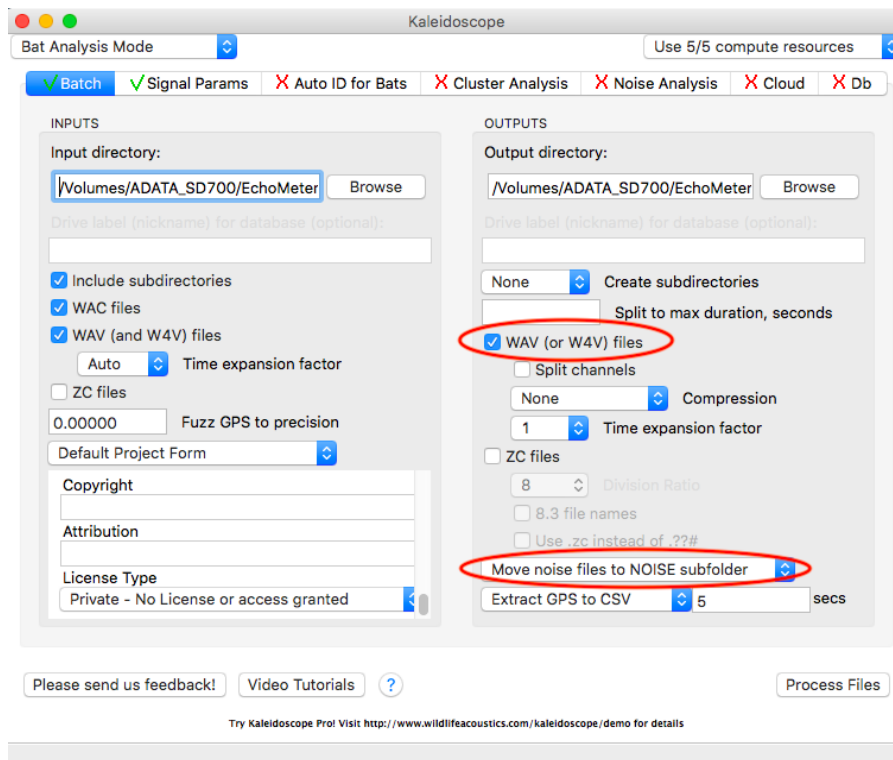 Kaleidoscope
Bat Analysis Mode
Use 5/5 compute resources
Batch
Signal Params
Auto ID for Bats
Cluster Analysis
Noise Analysis
Cloud
Db
INPUTS
Input directory:
/Volumes/ADATA_SD700/EchoMeter
Browse
Drive label (nickname) for database (optional):
Include subdirectories
WAC files
WAV (and W4V) files
Auto
Time expansion factor
ZC files
0.00000
Fuzz GPS to precision
Default Project Form
Copyright
Attribution
License Type
Private - No License or access granted
OUTPUTS
Output directory:
/Volumes/ADATA_SD700/EchoMeter
Browse
Drive label (nickname) for database (optional):
None
Create subdirectories
Split to max duration, seconds
WAV (or W4V) files
Split channels
None
Compression
1
Time expansion factor
ZC files
8
Division Ratio
8.3 file names
Use .zc instead of .??#
Move noise files to NOISE subfolder
Extract GPS to CSV
5
secs
Please send us feedback!
Video Tutorials
?
Process Files
Try Kaleidoscope Pro! Visit http://www.wildlifeacoustics.com/kaleidoscope/demo for details